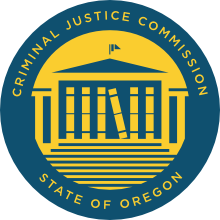 CRIMINAL JUSTICE COMMISSION
STATE OF OREGON